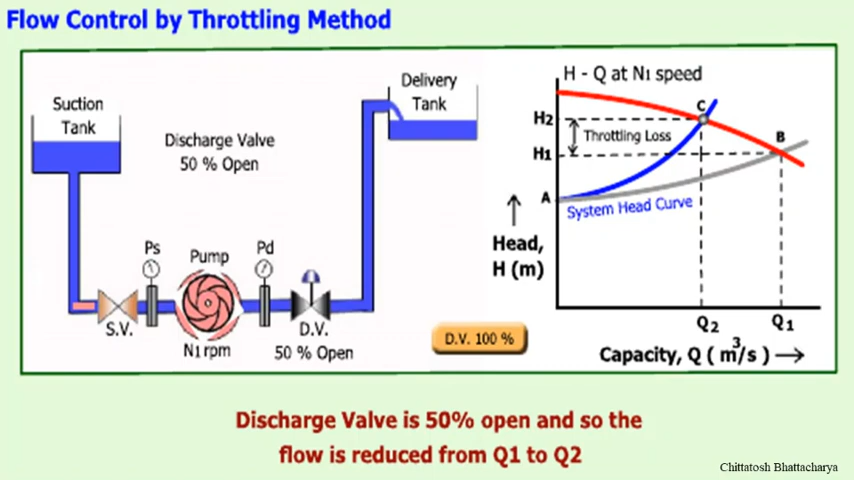 Flow Control by Throttling Method
Suction
Tank
Discharge Valve
50 % Open
Delivery
Tank
Ps
Pump
Pd
S.V.
N1 rpm
D.V.
50 % Open
D.V. 100 %
H - Q at N1 speed
C
H2
Throttling Loss
B
H1
A
System Head Curve
Head,
H (m)
Q2
Q1
Capacity, Q ( m³/s )
Discharge Valve is 50% open and so the
flow is reduced from Q1 to Q2
Chittatosh Bhattacharya